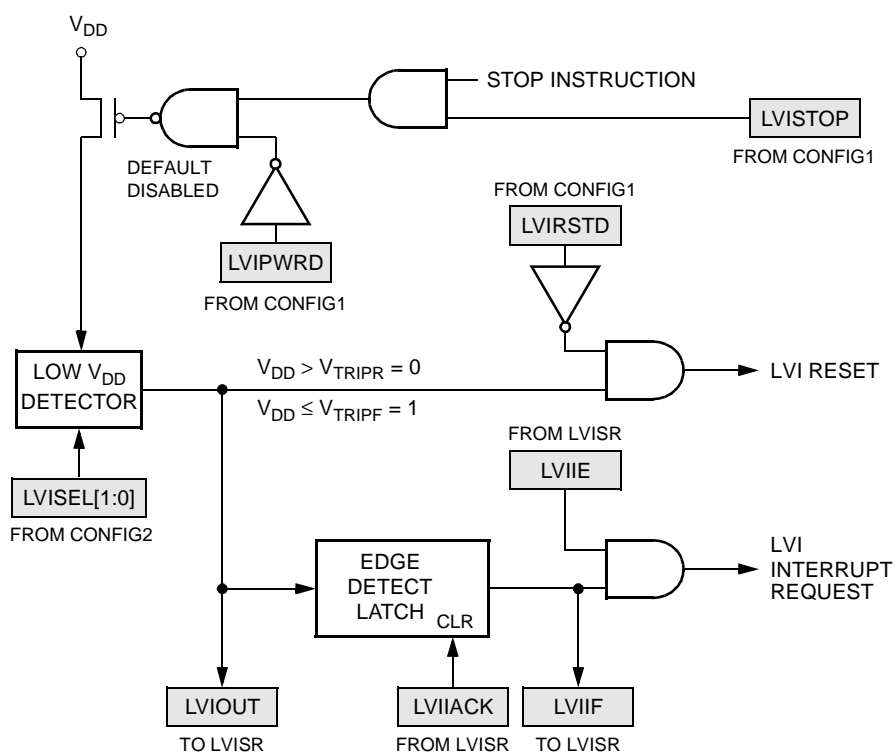 VDD
STOP INSTRUCTION
LVISTOP
FROM CONFIG1
DEFAULT
DISABLED
LVIPWRD
FROM CONFIG1
FROM CONFIG1
LVIRSTD
LOW VDD
DETECTOR
VDD > VTRIPR = 0
VDD ≤ VTRIPF = 1
LVI RESET
LVISEL[1:0]
FROM CONFIG2
FROM LVISR
LVIIE
EDGE
DETECT
LATCH
CLR
LVI
INTERRUPT
REQUEST
LVIOUT
TO LVISR
LVIIACK
FROM LVISR
LVIIF
TO LVISR